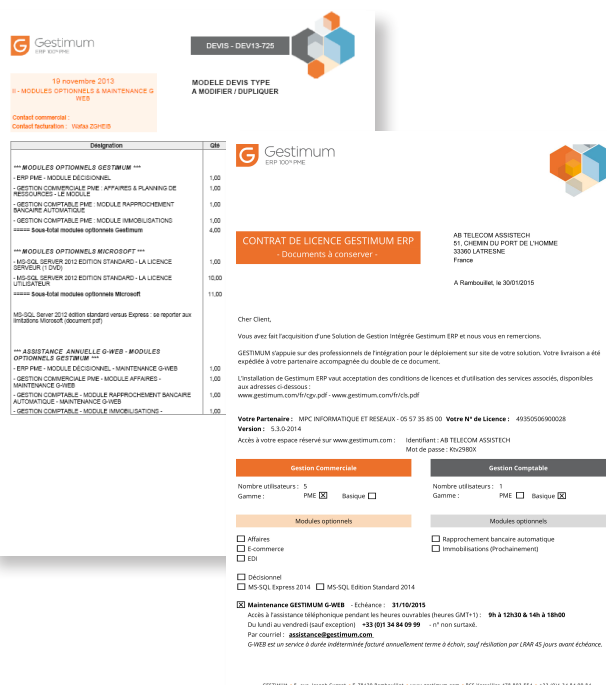 Gestimum
ERP 100% PME
DEVIS - DEV13-725
19 novembre 2013
- MODULES OPTIONNELS & MAINTENANCE G
WEB
MODELE DEVIS TYPE
A MODIFIER / DUPLIQUER
Contact commercial :
Contact facturation : Wafaa ZGHEIB
Désignation Qté
*** MODULES OPTIONNELS GESTIMUM ***
- ERP PME - MODULE DÉCISIONNEL 1,00
- GESTION COMMERCIALE PME : AFFAIRES & PLANNING DE
RESSOURCES - LE MODULE 1,00
- GESTION COMPTABLE PME : MODULE RAPPROCHEMENT
BANCAIRE AUTOMATIQUE 1,00
- GESTION COMPTABLE PME : MODULE IMMOBILISATIONS 1,00
===== Sous-total modules optionnels Gestimum 4,00
*** MODULES OPTIONNELS MICROSOFT ***
- MS-SQL SERVER 2012 EDITION STANDARD - LA LICENCE
SERVEUR (1 DVD) 1,00
- MS-SQL SERVER 2012 EDITION STANDARD - LA LICENCE
UTILISATEUR 10,00
===== Sous-total modules optionnels Microsoft 11,00
MS-SQL Server 2012 édition standard versus Express : se reporter aux
limitations Microsoft (document pdf)
*** ASSISTANCE ANNUELLE G-WEB - MODULES
OPTIONNELS GESTIMUM ***
- ERP PME - MODULE DÉCISIONNEL - MAINTENANCE G-WEB 1,00
- GESTION COMMERCIALE PME - MODULE AFFAIRES -
MAINTENANCE G-WEB 1,00
- GESTION COMPTABLE - MODULE RAPPROCHEMENT BANCAIRE
AUTOMATIQUE - MAINTENANCE G-WEB 1,00
- GESTION COMPTABLE - MODULE IMMOBILISATIONS - 1,00
Gestimum
ERP 100% PME
CONTRAT DE LICENCE GESTIMUM ERP
- Documents à conserver -
AB TELECOM ASSISTECH
51, CHEMIN DU PORT DE L'HOMME
33360 LATRESNE
France
A Rambouillet, le 30/01/2015
Cher Client,
Vous avez fait l'acquisition d'une Solution de Gestion Intégrée Gestimum ERP et nous vous en remercions.
GESTIMUM s'appuie sur des professionnels de l'intégration pour le déploiement sur site de votre solution. Votre livraison a été
expédiée à votre partenaire accompagnée du double de ce document.
L'installation de Gestimum ERP vaut acceptation des conditions de licences et d'utilisation des services associés, disponibles
aux adresses ci-dessous :
www.gestimum.com/fr/cgv.pdf - www.gestimum.com/fr/cls.pdf
Votre Partenaire : MPC INFORMATIQUE ET RESEAUX - 05 57 35 85 00 Votre N° de Licence : 49350506900028
Version : 5.3.0-2014
Accès à votre espace réservé sur www.gestimum.com : Identifiant : AB TELECOM ASSISTECH
Mot de passe : Ktv2980X
Gestion Commerciale Gestion Comptable
Nombre utilisateurs : 5 Nombre utilisateurs : 1
Gamme : PME ☒ Basique ☐ Gamme : PME ☐ Basique ☒
Modules optionnels Modules optionnels
☐ Affaires ☐ Rapprochement bancaire automatique
☐ E-commerce ☐ Immobilisations (Prochainement)
☐ EDI
☐ Décisionnel
☐ MS-SQL Express 2014 ☐ MS-SQL Edition Standard 2014
☒ Maintenance GESTIMUM G-WEB - Echéance : 31/10/2015
Accès à l'assistance téléphonique pendant les heures ouvrables (heures GMT+1) : 9h à 12h30 & 14h à 18h00
Du lundi au vendredi (sauf exception) +33 (0)1 34 84 09 99 - n° non surtaxé.
Par courriel : assistance@gestimum.com
G-WEB est un service à durée indéterminée facturé annuellement terme à échoir, sauf résiliation par LRAR 45 jours avant échéance.